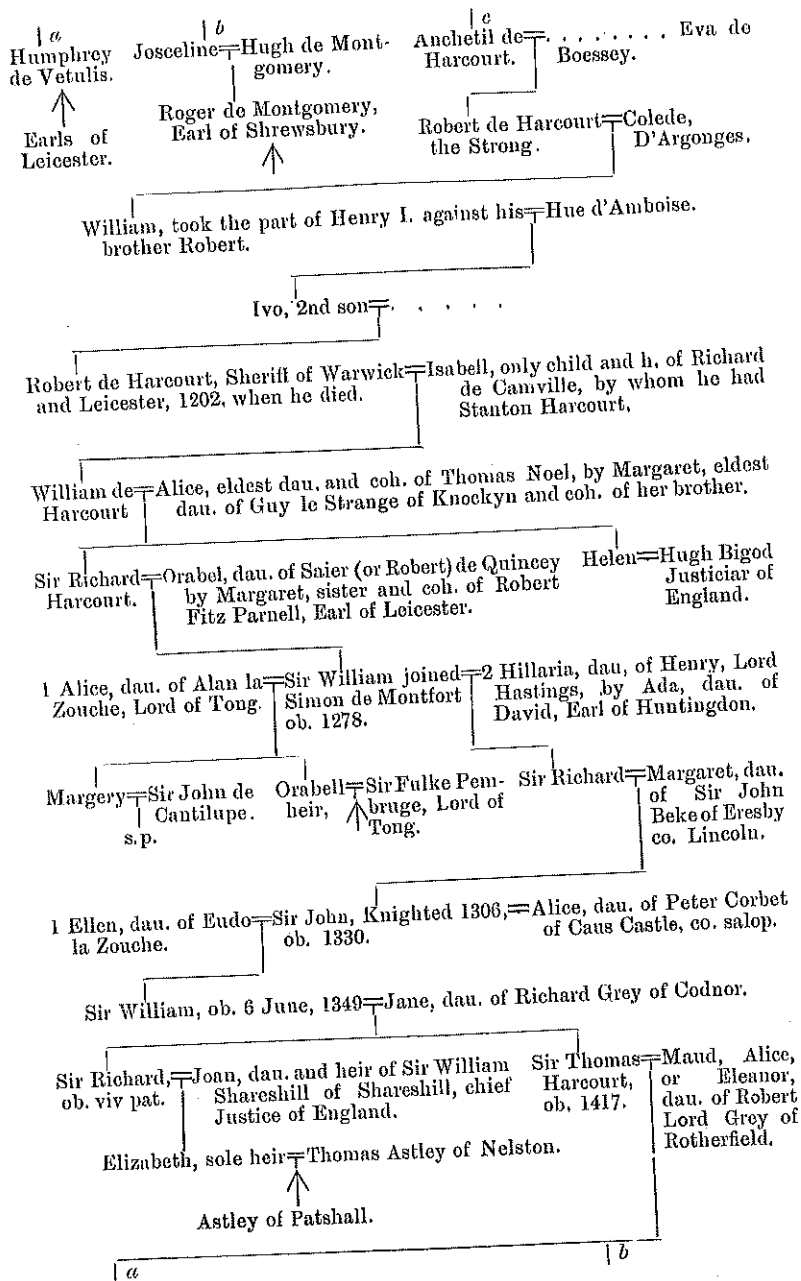 a
Humphrey
de Vetulis.
Earls of
Leicester.
b
Josceline=Hugh de Mont-
gomery.
Roger de Montgomery,
Earl of Shrewsbury.
c
Anchetil de=. . . . . . . . Eva de
Harcourt. Boessey.
Robert de Harcourt=Colede,
the Strong. D'Argonges.
William, took the part of Henry I. against his=Hue d'Amboise.
brother Robert.
Ivo, 2nd son=. . . . .
Robert de Harcourt, Sheriff of Warwick=Isabell, only child and h. of Richard
and Leicester, 1202, when he died. de Camville, by whom he had
Stanton Harcourt,
William de=Alice, eldest dau. and coh. of Thomas Noel, by Margaret, eldest
Harcourt dau. of Guy le Strange of Knockyn and coh. of her brother.
Sir Richard=Orabel, dau. of Saier (or Robert) de Quincey
Harcourt. by Margaret, sister and coh. of Robert
Fitz Parnell, Earl of Leicester.
Helen=Hugh Bigod
Justiciar of
England.
1 Alice, dau. of Alan la=Sir William joined=2 Hillaria, dau, of Henry, Lord
Zouche, Lord of Tong. Simon de Montfort Hastings, by Ada, dau. of
ob. 1278. David, Earl of Huntingdon.
Margery=Sir John de
Cantilupe.
s.p.
Orabell=Sir Fulke Pem-
heir, bruge, Lord of
Tong.
Sir Richard=Margaret, dau.
of Sir John
Beke of Eresby
co. Lincoln.
1 Ellen, dau. of Eudo=Sir John, Knighted 1306,=Alice, dau. of Peter Corbet
la Zouche. ob. 1330. of Caus Castle, co. salop.
Sir William, ob. 6 June, 1349=Jane, dau. of Richard Grey of Codnor.
Sir Richard,=Joan, dau. and heir of Sir William
ob. viv pat. Shareshill of Shareshill, chief
Justice of England.
Sir Thomas=Maud, Alice,
Harcourt, or Eleanor,
ob. 1417. dau. of Robert
Lord Grey of
Rotherfield.
Elizabeth, sole heir=Thomas Astley of Nelston.
Astley of Patshall.
a b